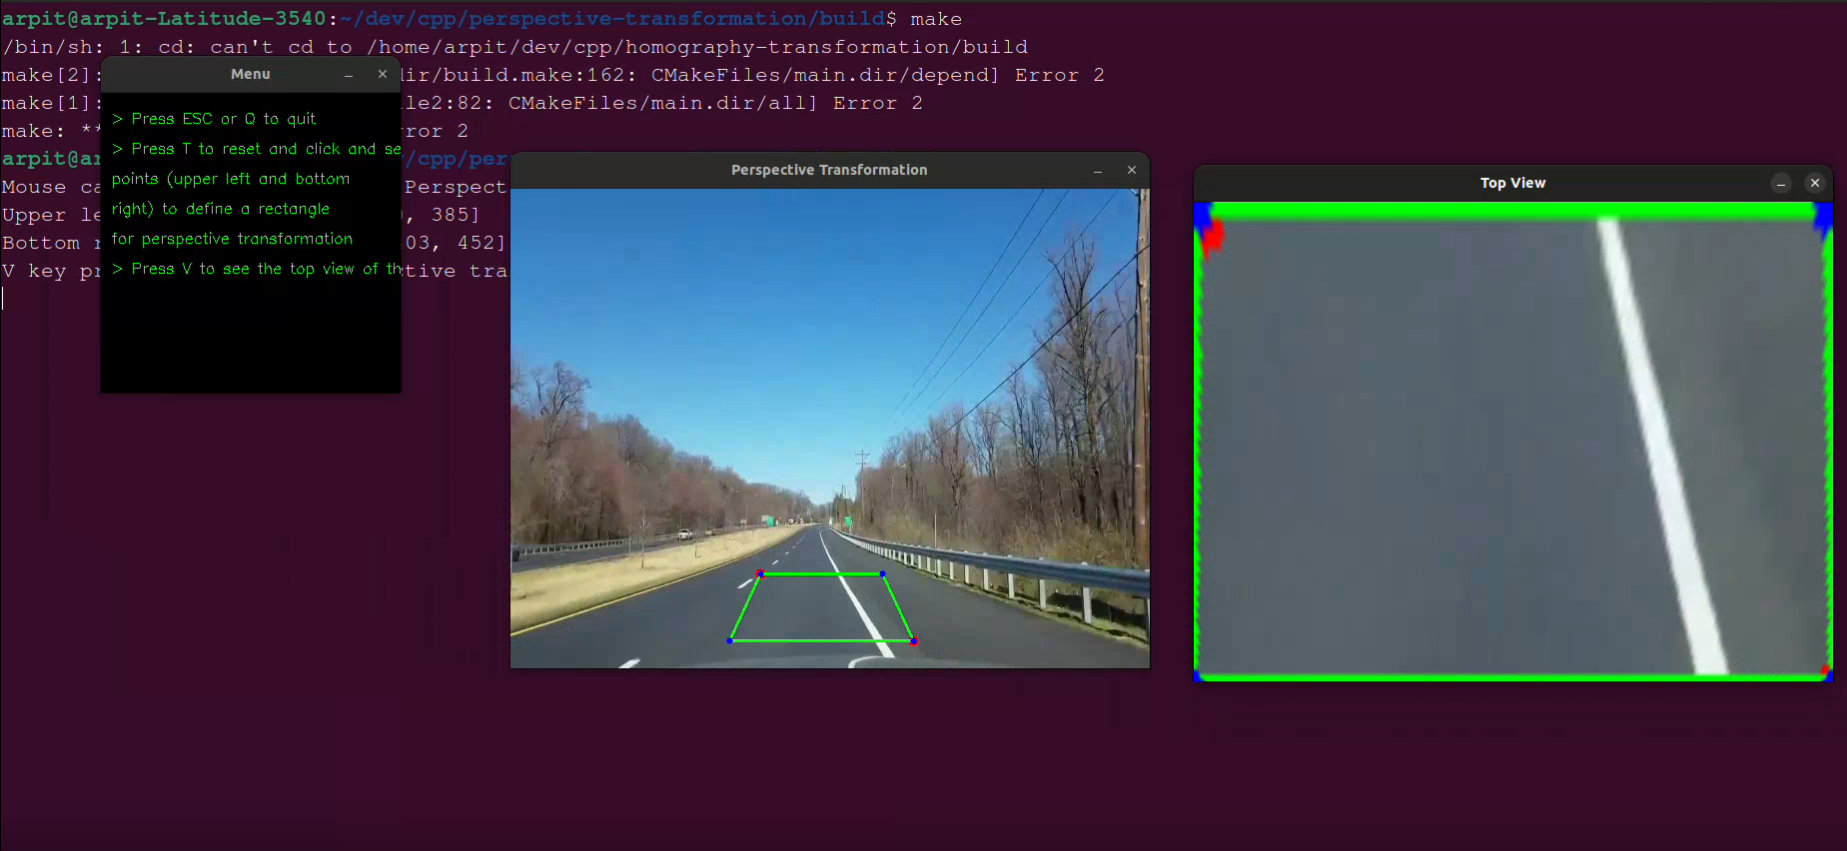 arpit@arpit-Latitude-3540:~/dev/cpp/perspective-transformation/build$ make
/bin/sh: 1: cd: can't cd to /home/arpit/dev/cpp/homography-transformation/build
make[2]: ir/build.make:162: CMakeFiles/main.dir/depend] Error 2
make[1]: le2:82: CMakeFiles/main.dir/all] Error 2
make: ** rror 2
arpit@ar /cpp/per
Mouse ca Perspect
Upper le , 385]
Bottom r 03, 452]
V key pr tive tra
Menu
> Press ESC or Q to quit
> Press T to reset and click and se
points (upper left and bottom
right) to define a rectangle
for perspective transformation
> Press V to see the top view of th
Perspective Transformation
Top View